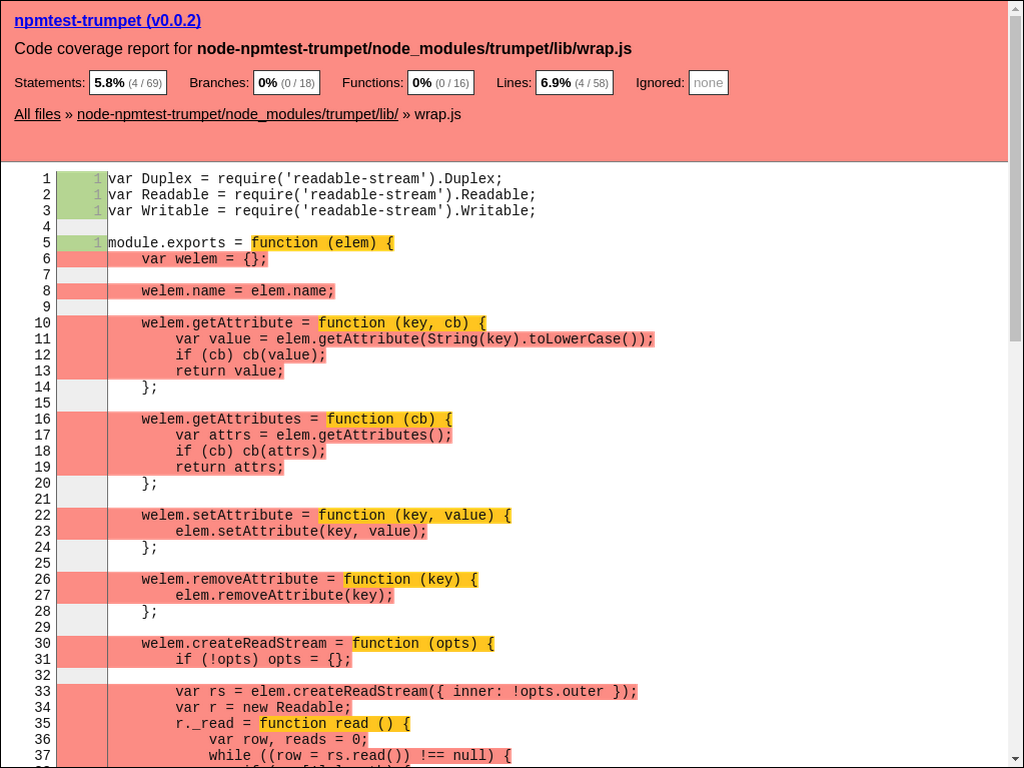 npmtest-trumpet (v0.0.2)
Code coverage report for node-npmtest-trumpet/node_modules/trumpet/lib/wrap.js
Statements: 5.8% (4 / 69) Branches: 0% (0 / 18) Functions: 0% (0 / 16) Lines: 6.9% (4 / 58) Ignored: none
All files » node-npmtest-trumpet/node_modules/trumpet/lib/ » wrap.js
1 1 var Duplex = require('readable-stream').Duplex;
2 1 var Readable = require('readable-stream').Readable;
3 1 var Writable = require('readable-stream').Writable;
4
5 1 module.exports = function (elem) {
6     var welem = {};
7
8     welem.name = elem.name;
9
10     welem.getAttribute = function (key, cb) {
11         var value = elem.getAttribute(String(key).toLowerCase());
12         if (cb) cb(value);
13         return value;
14     };
15
16     welem.getAttributes = function (cb) {
17         var attrs = elem.getAttributes();
18         if (cb) cb(attrs);
19         return attrs;
20     };
21
22     welem.setAttribute = function (key, value) {
23         elem.setAttribute(key, value);
24     };
25
26     welem.removeAttribute = function (key) {
27         elem.removeAttribute(key);
28     };
29
30     welem.createReadStream = function (opts) {
31         if (!opts) opts = {};
32
33         var rs = elem.createReadStream({ inner: !opts.outer });
34         var r = new Readable;
35         r._read = function read () {
36             var row, reads = 0;
37             while ((row = rs.read()) !== null) {